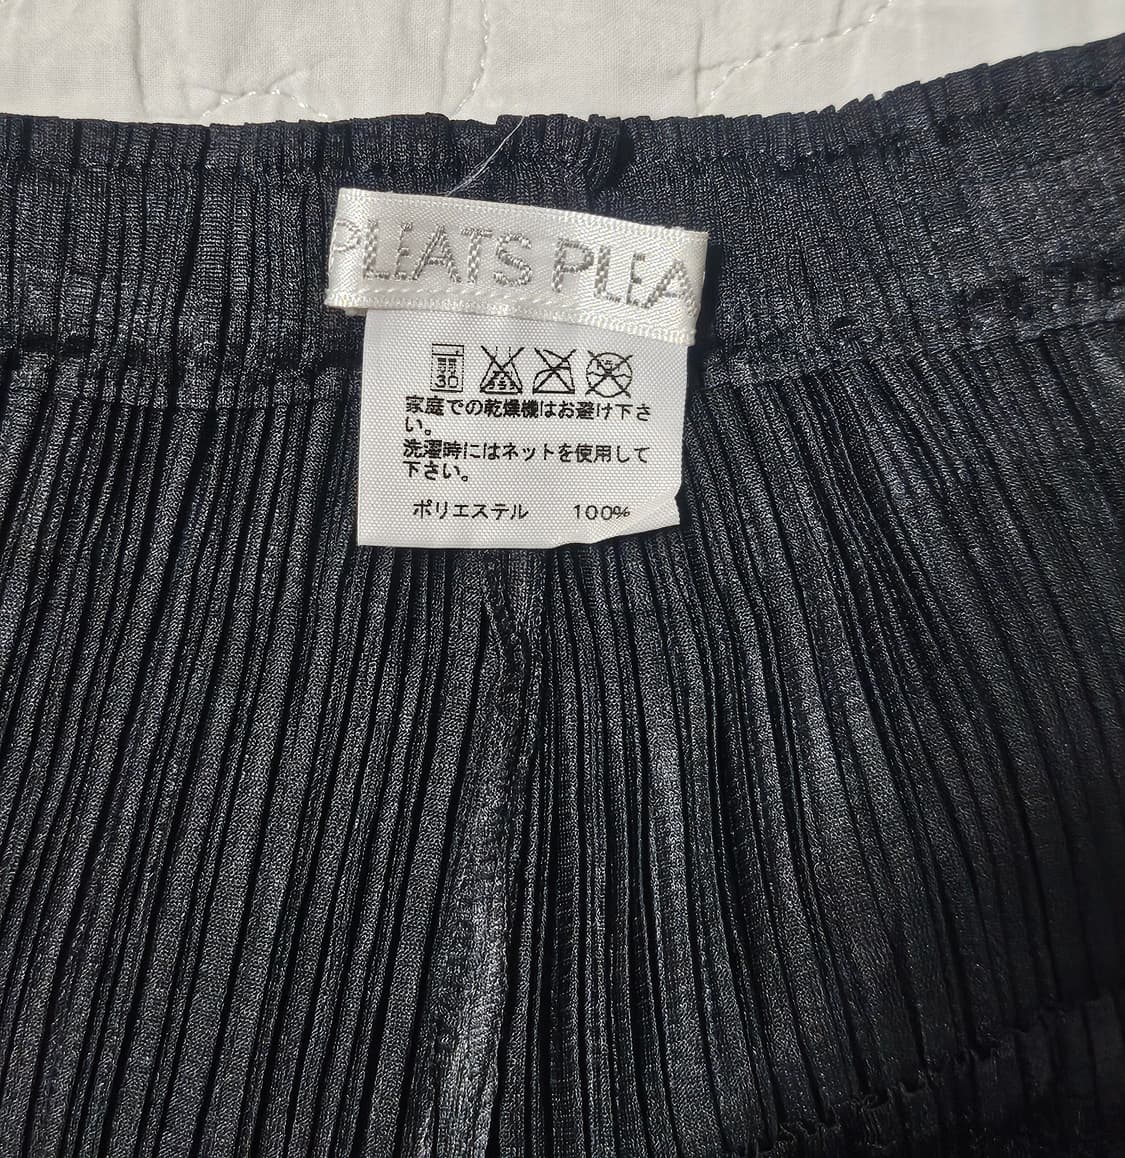 PLEATS PLEA
弱
30
家庭での乾燥機はお避け下さ
い。
洗濯時にはネットを使用して
下さい。
ポリエステル 100%